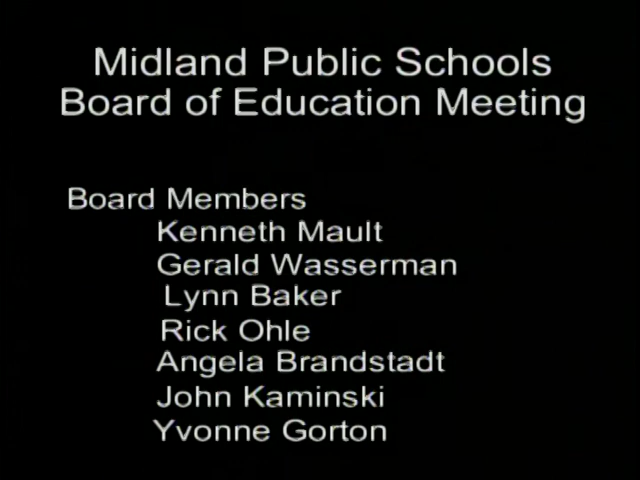 Midland Public Schools
Board of Education Meeting
Board Members
Kenneth Mault
Gerald Wasserman
Lynn Baker
Rick Ohle
Angela Brandstadt
John Kaminski
Yvonne Gorton